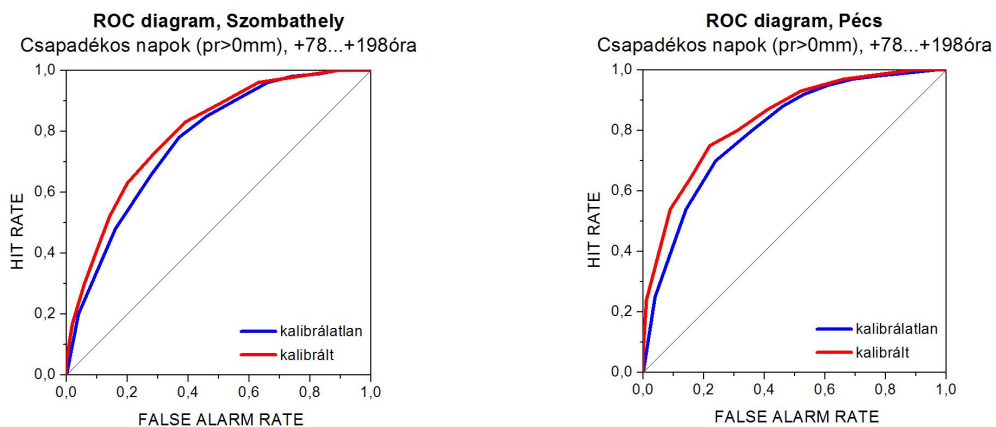 ROC diagram, Szombathely
Csapadékos napok (pr>0mm), +78...+198óra
1,0
0,8
0,6
0,4
0,2
0,0
HIT RATE
kalibrálatlan
kalibrált
0,0 0,2 0,4 0,6 0,8 1,0
FALSE ALARM RATE
ROC diagram, Pécs
Csapadékos napok (pr>0mm), +78...+198óra
1,0
0,8
0,6
0,4
0,2
0,0
HIT RATE
kalibrálatlan
kalibrált
0,0 0,2 0,4 0,6 0,8 1,0
FALSE ALARM RATE